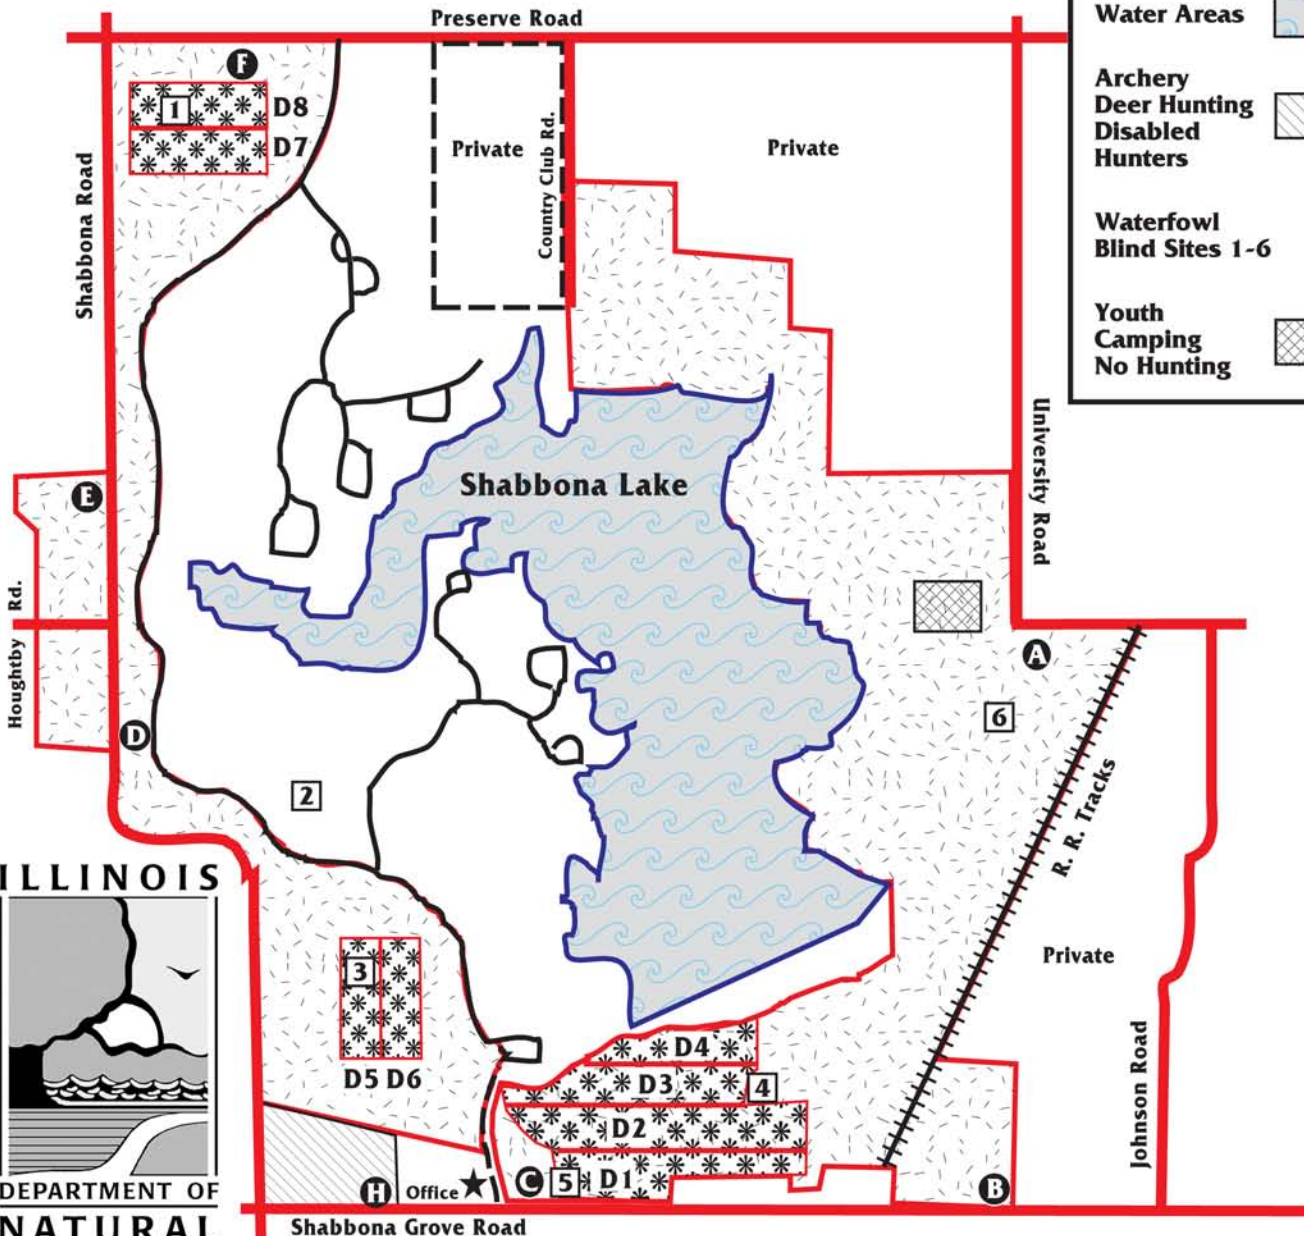 Preserve Road
Water Areas
Archery
Deer Hunting
Disabled
Hunters
Waterfowl
Blind Sites 1-6
Youth
Camping
No Hunting
F
1
D8
D7
Private
Country Club Rd.
Private
Shabbona Road
University Road
E
Shabbona Lake
Houghtby Rd.
A
D
6
2
R. R. Tracks
ILLINOIS
DEPARTMENT OF
NATURAL
3
D5 D6
D4
D3
4
D2
C
5
D1
Private
Johnson Road
H
Office
B
Shabbona Grove Road